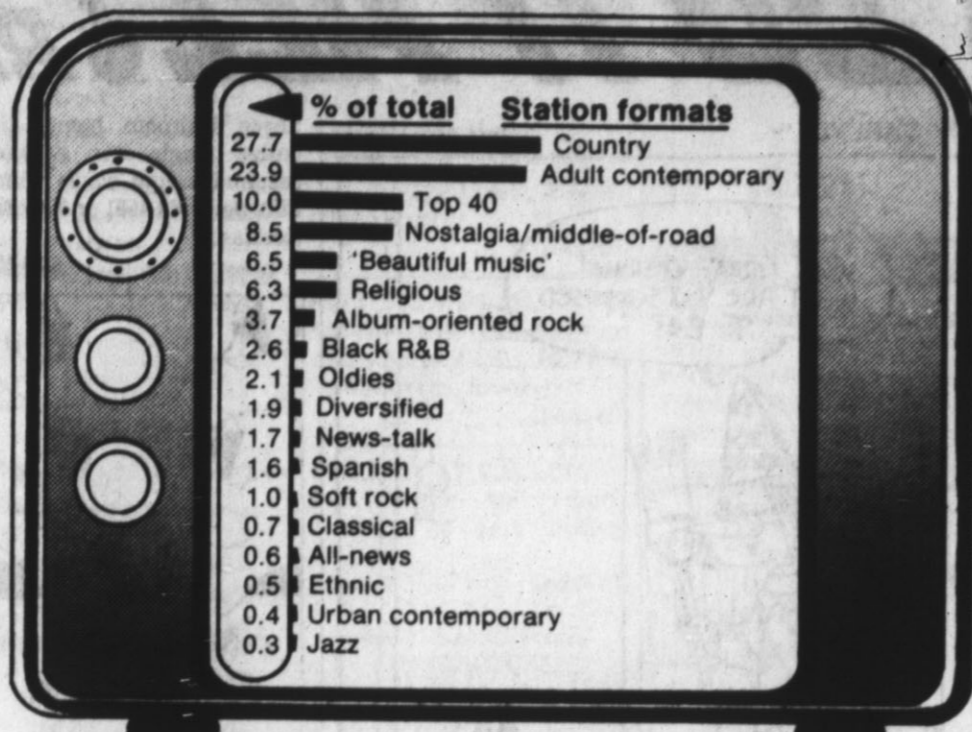 % of total Station formats
27.7 Country
23.9 Adult contemporary
10.0 Top 40
8.5 Nostalgia/middle-of-road
6.5 'Beautiful music'
6.3 Religious
3.7 Album-oriented rock
2.6 Black R&B
2.1 Oldies
1.9 Diversified
1.7 News-talk
1.6 Spanish
1.0 Soft rock
0.7 Classical
0.6 All-news
0.5 Ethnic
0.4 Urban contemporary
0.3 Jazz